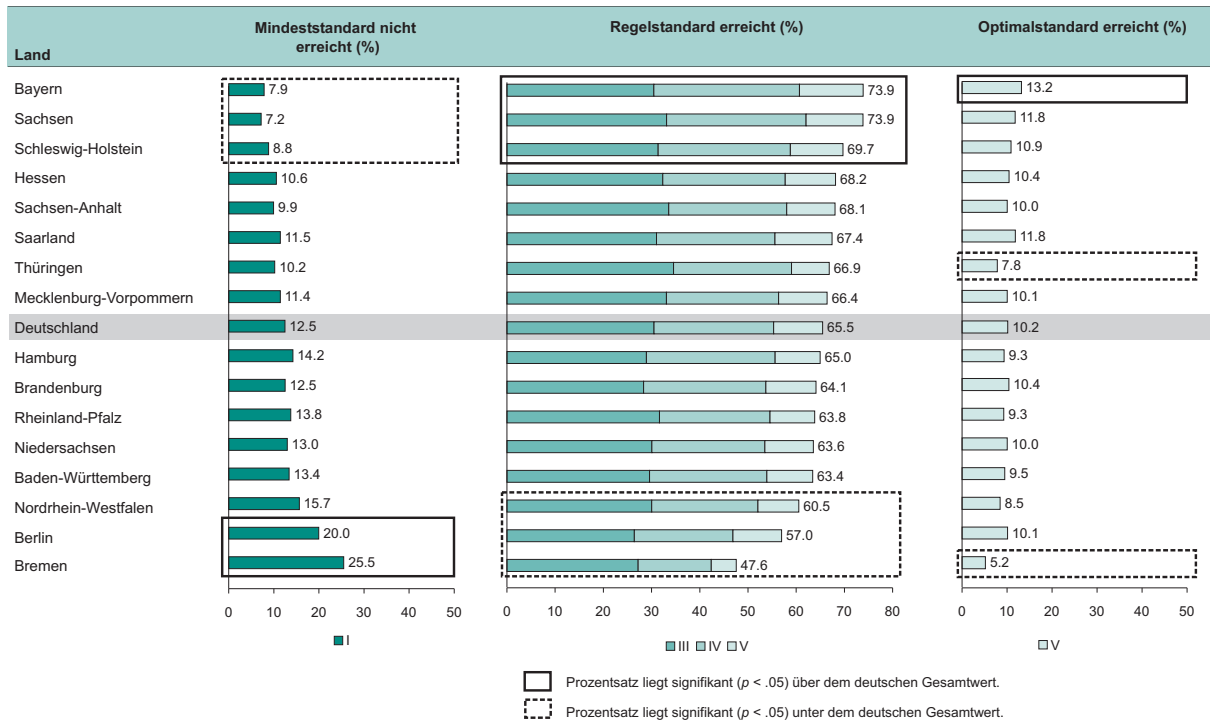 Land
Mindeststandard nicht
erreicht (%)
Regelstandard erreicht (%)
Optimalstandard erreicht (%)
Bayern 7.9 73.9 13.2
Sachsen 7.2 73.9 11.8
Schleswig-Holstein 8.8 69.7 10.9
Hessen 10.6 68.2 10.4
Sachsen-Anhalt 9.9 68.1 10.0
Saarland 11.5 67.4 11.8
Thüringen 10.2 66.9 7.8
Mecklenburg-Vorpommern 11.4 66.4 10.1
Deutschland 12.5 65.5 10.2
Hamburg 14.2 65.0 9.3
Brandenburg 12.5 64.1 10.4
Rheinland-Pfalz 13.8 63.8 9.3
Niedersachsen 13.0 63.6 10.0
Baden-Württemberg 13.4 63.4 9.5
Nordrhein-Westfalen 15.7 60.5 8.5
Berlin 20.0 57.0 10.1
Bremen 25.5 47.6 5.2
0 10 20 30 40 50 0 10 20 30 40 50 60 70 80 0 10 20 30 40 50
I III IV V V
Prozentsatz liegt signifikant (p < .05) über dem deutschen Gesamtwert.
Prozentsatz liegt signifikant (p < .05) unter dem deutschen Gesamtwert.